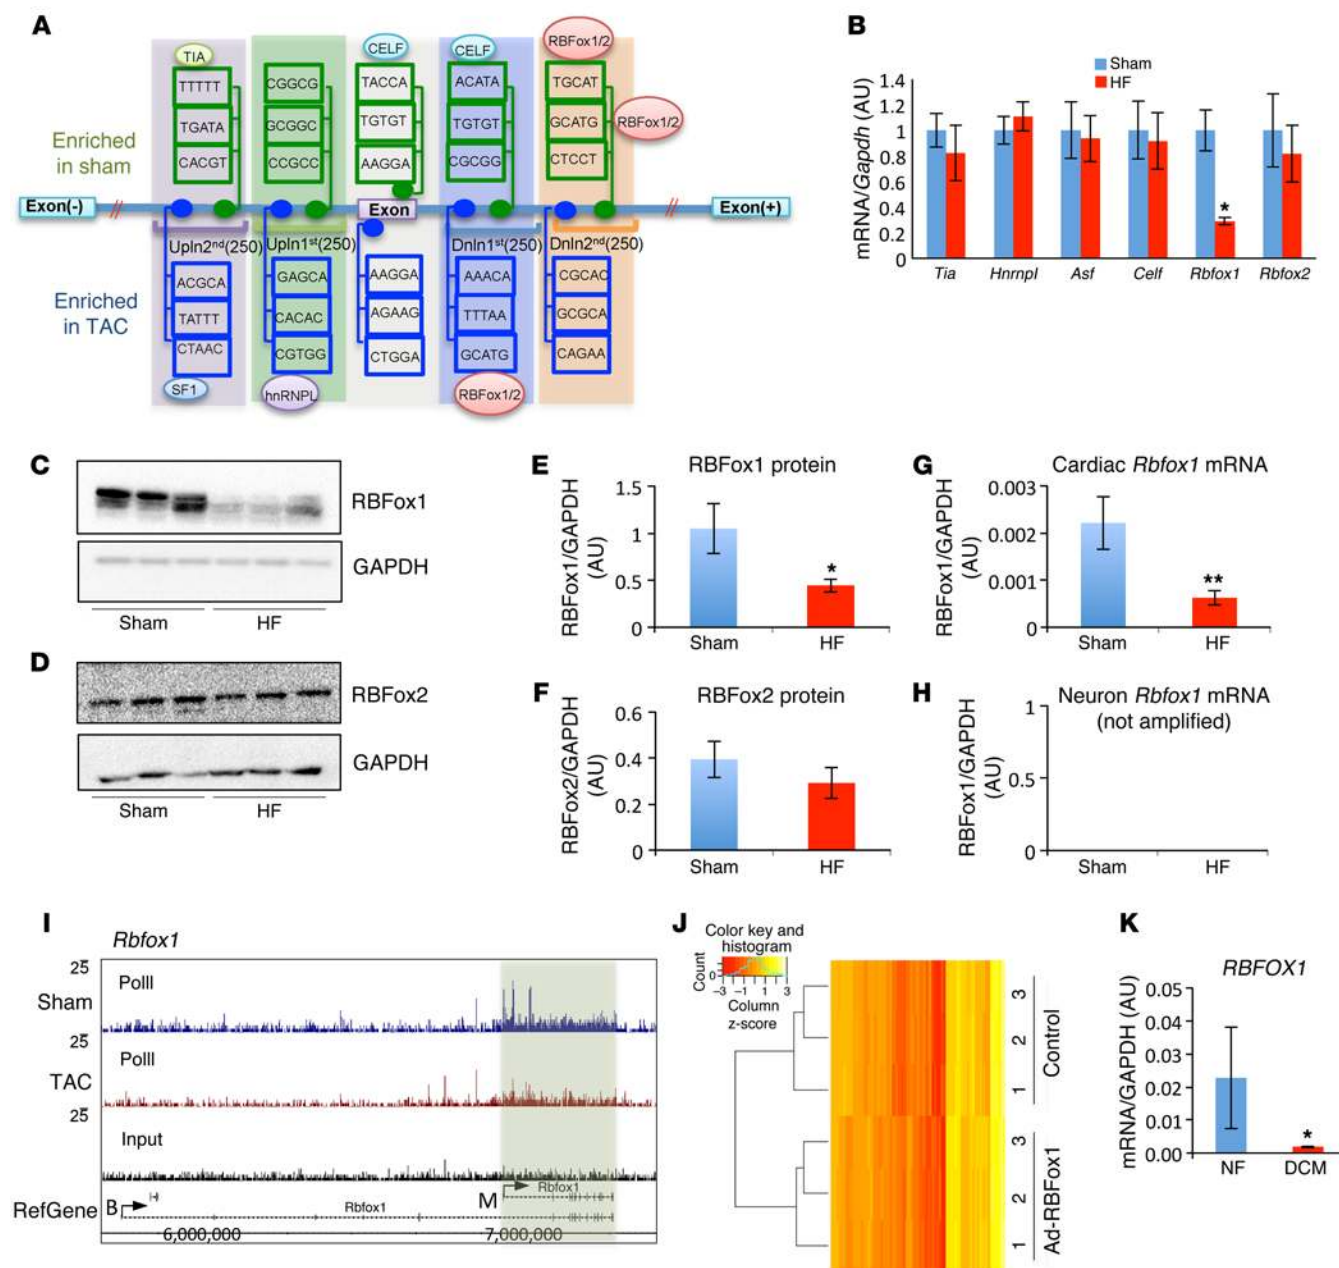 A
TIA
CELF
CELF
RBFox1/2
TTTTT
CGGCG
TACCA
ACATA
TGCAT
Enriched
in sham
TGATA
GCGGC
TGTGT
TGTGT
GCATG
RBFox1/2
CACGT
CCGCC
AAGGA
CGCGG
CTCCT
Exon(-)
Exon
Exon(+)
UpIn2nd(250)
UpIn1st(250)
DnIn1st(250)
DnIn2nd(250)
Enriched
in TAC
ACGCA
GAGCA
AAGGA
AAACA
CGCAC
TATTT
CACAC
AGAAG
TTTAA
GCGCA
CTAAC
CGTGG
CTGGA
GCATG
CAGAA
SF1
hnRNPL
RBFox1/2
B
Sham
HF
mRNA/Gapdh (AU)
1.4
1.2
1
0.8
0.6
0.4
0.2
0
*
Tia
Hnrnpl
Asf
Celf
Rbfox1
Rbfox2
C
RBFox1
GAPDH
Sham
HF
D
RBFox2
GAPDH
Sham
HF
E
RBFox1 protein
RBFox1/GAPDH
(AU)
1.5
1
0.5
0
*
Sham
HF
F
RBFox2 protein
RBFox2/GAPDH
(AU)
0.6
0.4
0.2
0
Sham
HF
G
Cardiac Rbfox1 mRNA
RBFox1/GAPDH
(AU)
0.003
0.002
0.001
0
**
Sham
HF
H
Neuron Rbfox1 mRNA
(not amplified)
RBFox1/GAPDH
(AU)
1
0.5
0
Sham
HF
I
Rbfox1
25
PolII
Sham
25
PolII
TAC
25
Input
RefGene
B
M
Rbfox1
Rbfox1
6,000,000
7,000,000
J
Color key and
histogram
Count
0
−3 −1 1 3
Column
z-score
3
2
1
Control
3
2
1
Ad-RBFox1
K
RBFOX1
mRNA/GAPDH (AU)
0.05
0.04
0.03
0.02
0.01
0.00
*
NF
DCM